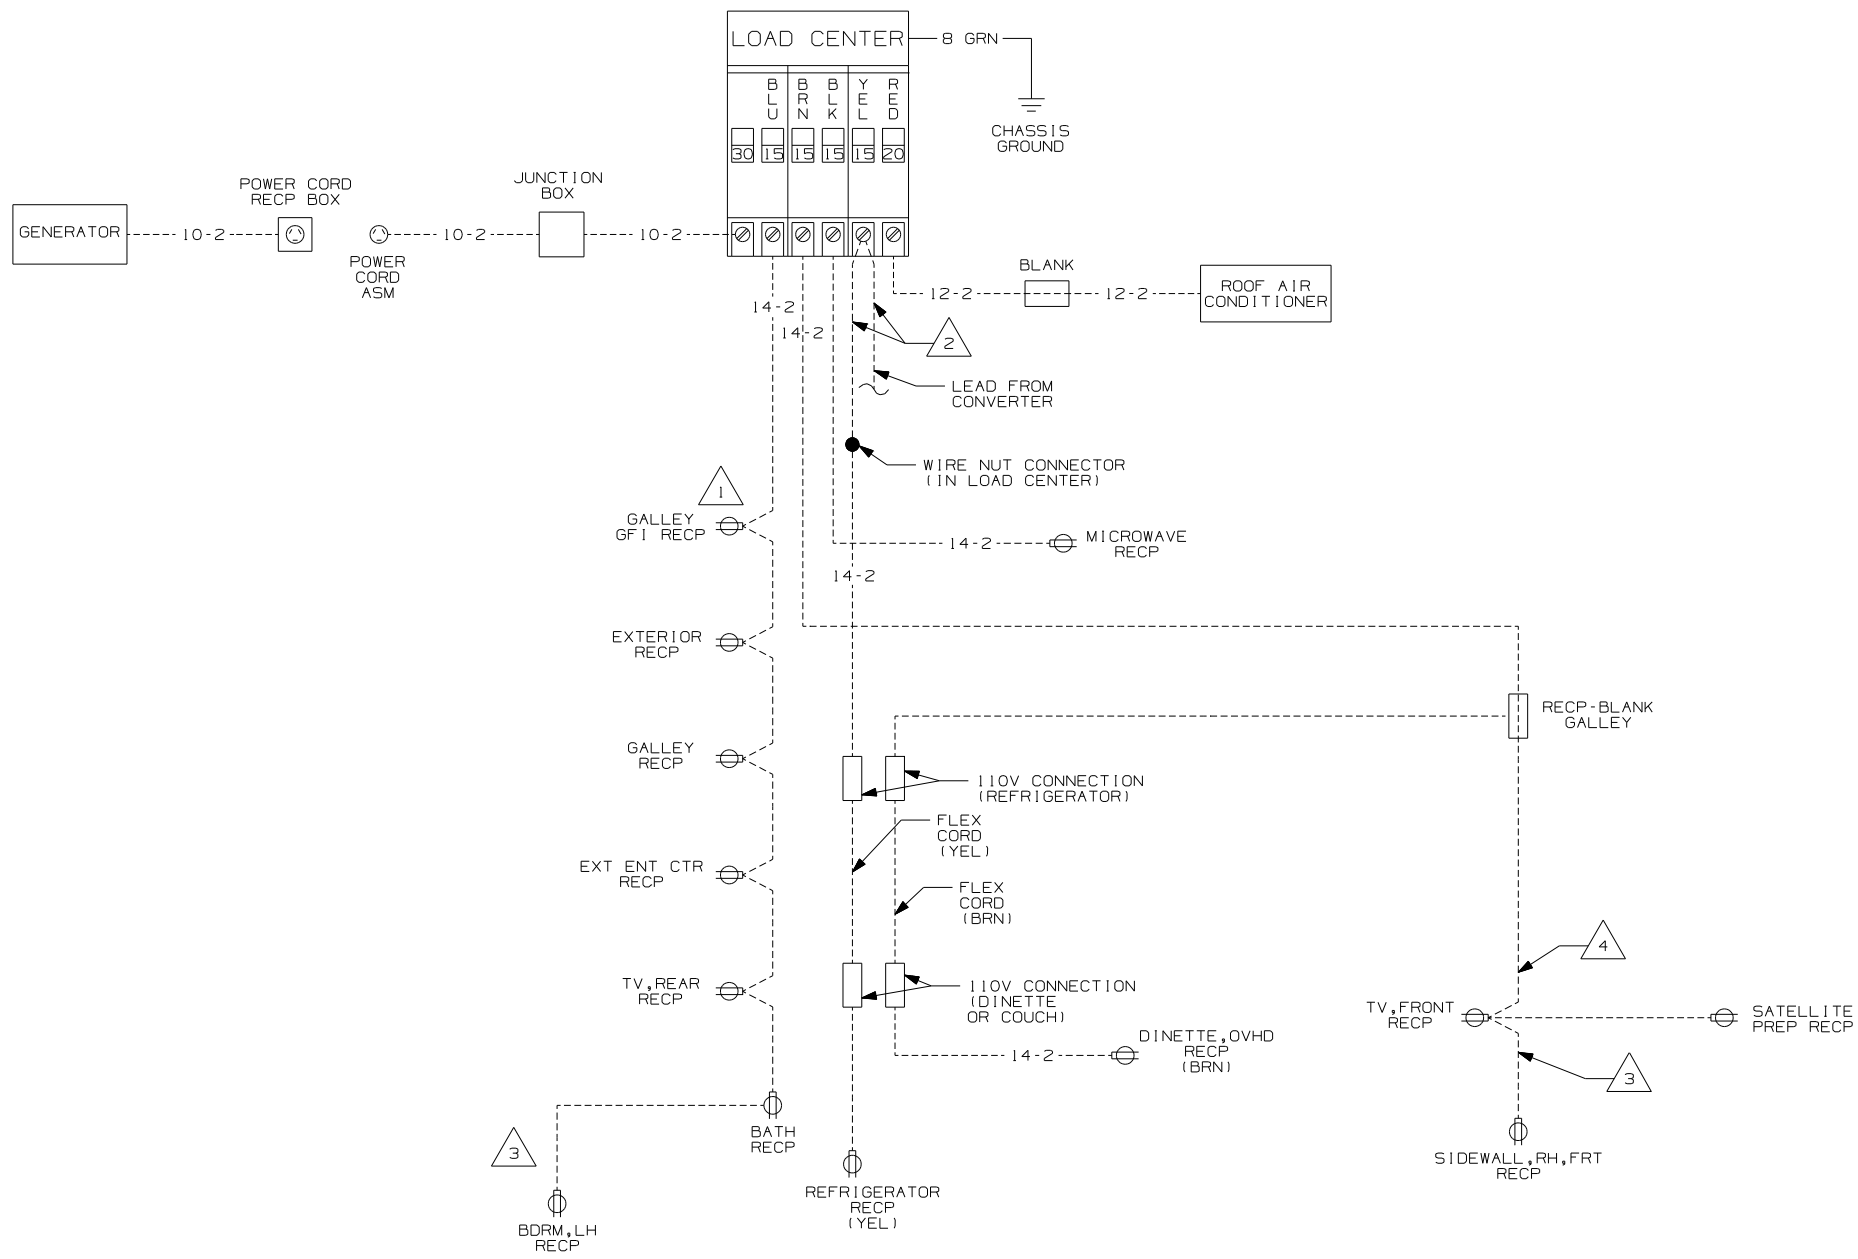 LOAD CENTER
8 GRN
BLU
BRN
BLK
YEL
RED
30
15
15
15
15
20
CHASSIS
GROUND
GENERATOR
10-2
POWER CORD
RECP BOX
POWER
CORD
ASM
10-2
JUNCTION
BOX
10-2
14-2
14-2
12-2
BLANK
12-2
ROOF AIR
CONDITIONER
2
LEAD FROM
CONVERTER
WIRE NUT CONNECTOR
(IN LOAD CENTER)
1
GALLEY
GFI RECP
14-2
MICROWAVE
RECP
14-2
EXTERIOR
RECP
RECP-BLANK
GALLEY
GALLEY
RECP
110V CONNECTION
(REFRIGERATOR)
FLEX
CORD
(YEL)
EXT ENT CTR
RECP
FLEX
CORD
(BRN)
4
TV,REAR
RECP
110V CONNECTION
(DINETTE
OR COUCH)
TV,FRONT
RECP
SATELLITE
PREP RECP
14-2
DINETTE,OVHD
RECP
(BRN)
3
BATH
RECP
3
SIDEWALL,RH,FRT
RECP
REFRIGERATOR
RECP
(YEL)
BDRM,LH
RECP